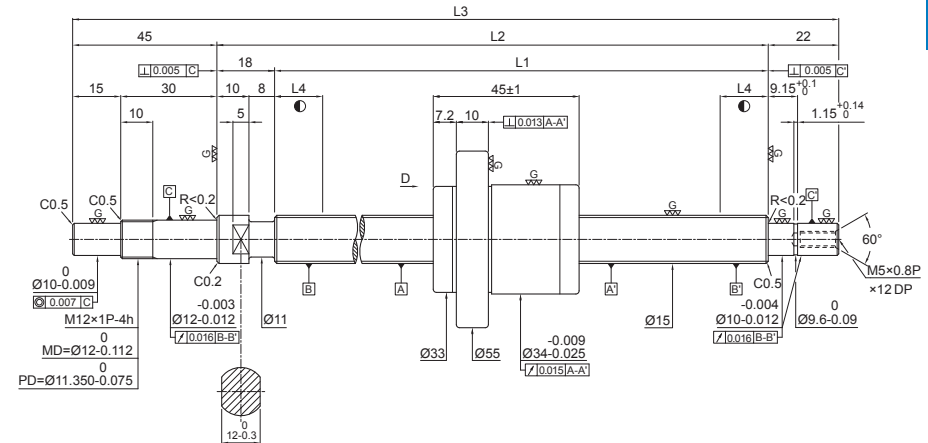 L3
45
L2
22
⊥ 0.005 C
18
L1
⊥ 0.005 C'
15
30
10
8
L4
45±1
L4
9.15 +0.1 0
1.15 +0.14 0
10
5
7.2
10
⊥ 0.013 A-A'
G
G
G
G
D
C0.5
C0.5
G
C
G
R<0.2
G
R<0.2
G
C'
G
60°
C0.2
B
A
A'
B'
C0.5
M5×0.8P
×12 DP
0
Ø10-0.009
◎ 0.007 C
M12×1P-4h
0
MD=Ø12-0.112
0
PD=Ø11.350-0.075
-0.003
Ø12-0.012
↗ 0.016 B-B'
Ø11
Ø33
Ø55
-0.009
Ø34-0.025
↗ 0.015 A-A'
Ø15
-0.004
Ø10-0.012
↗ 0.016 B-B'
0
Ø9.6-0.09
0
12-0.3